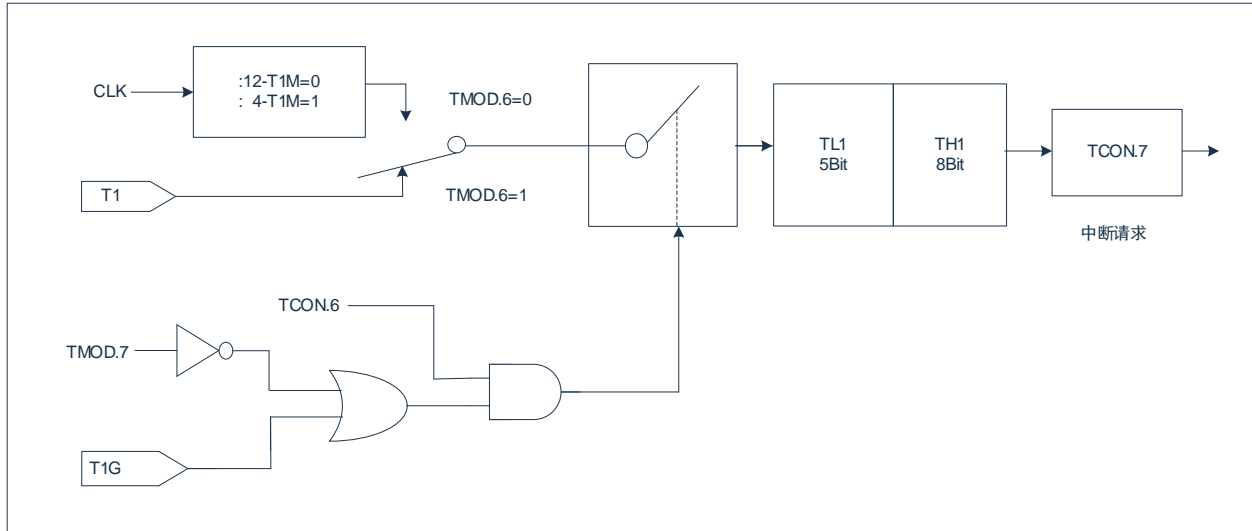 CLK
:12-T1M=0
: 4-T1M=1
TMOD.6=0
T1
TMOD.6=1
TL1
5Bit
TH1
8Bit
TCON.7
中断请求
TCON.6
TMOD.7
T1G